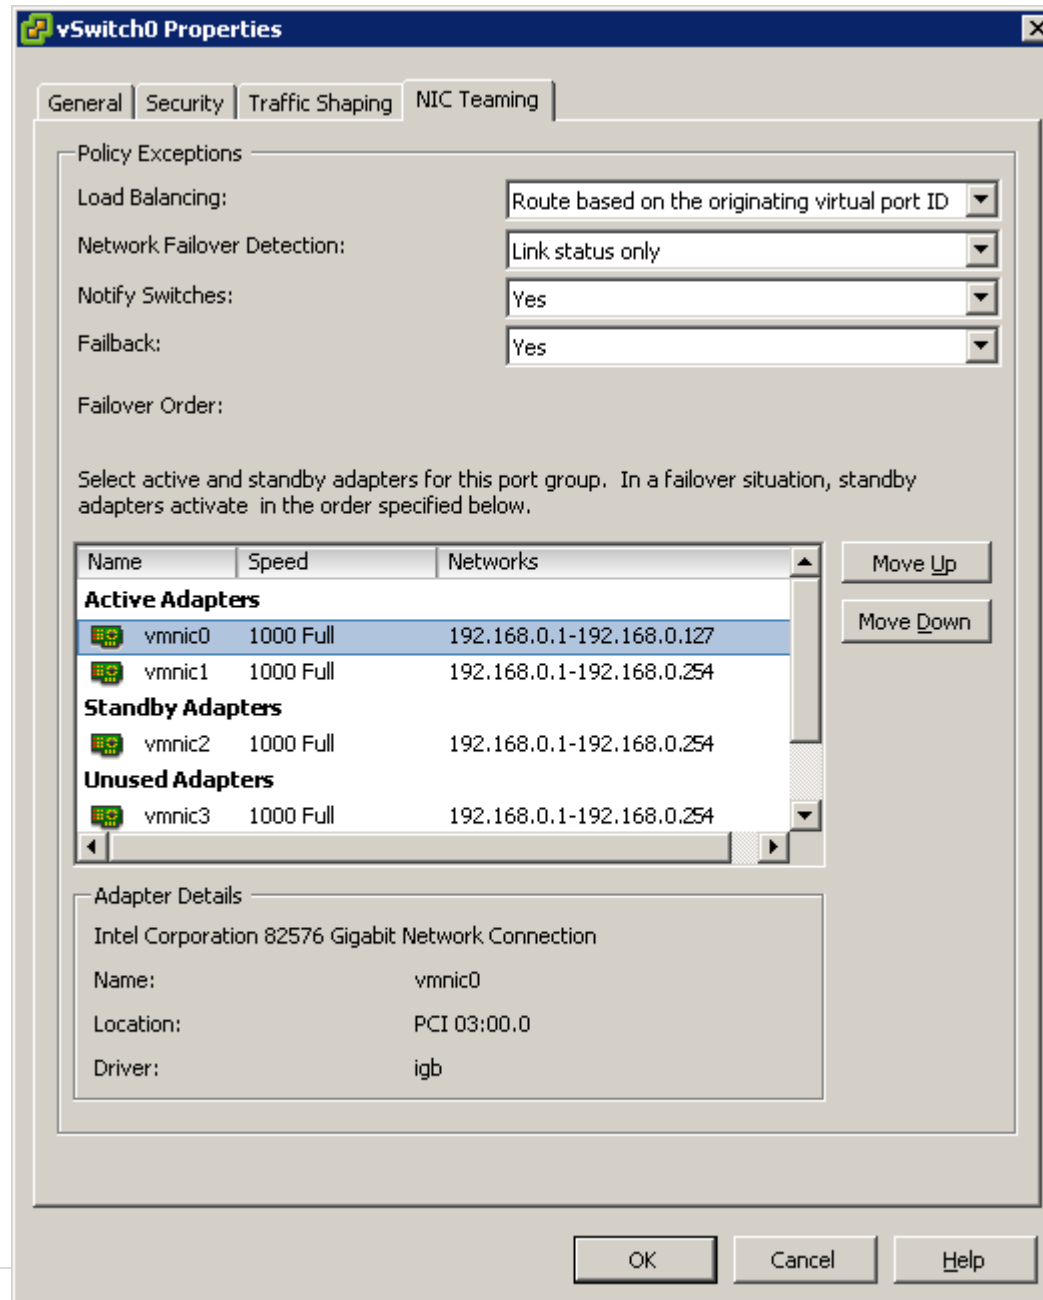 vSwitch0 Properties
General Security Traffic Shaping NIC Teaming
Policy Exceptions
Load Balancing: Route based on the originating virtual port ID
Network Failover Detection: Link status only
Notify Switches: Yes
Failback: Yes
Failover Order:
Select active and standby adapters for this port group. In a failover situation, standby
adapters activate in the order specified below.
Name Speed Networks Move Up
Active Adapters
vmnic0 1000 Full 192.168.0.1-192.168.0.127 Move Down
vmnic1 1000 Full 192.168.0.1-192.168.0.254
Standby Adapters
vmnic2 1000 Full 192.168.0.1-192.168.0.254
Unused Adapters
vmnic3 1000 Full 192.168.0.1-192.168.0.254
Adapter Details
Intel Corporation 82576 Gigabit Network Connection
Name: vmnic0
Location: PCI 03:00.0
Driver: igb
OK Cancel Help